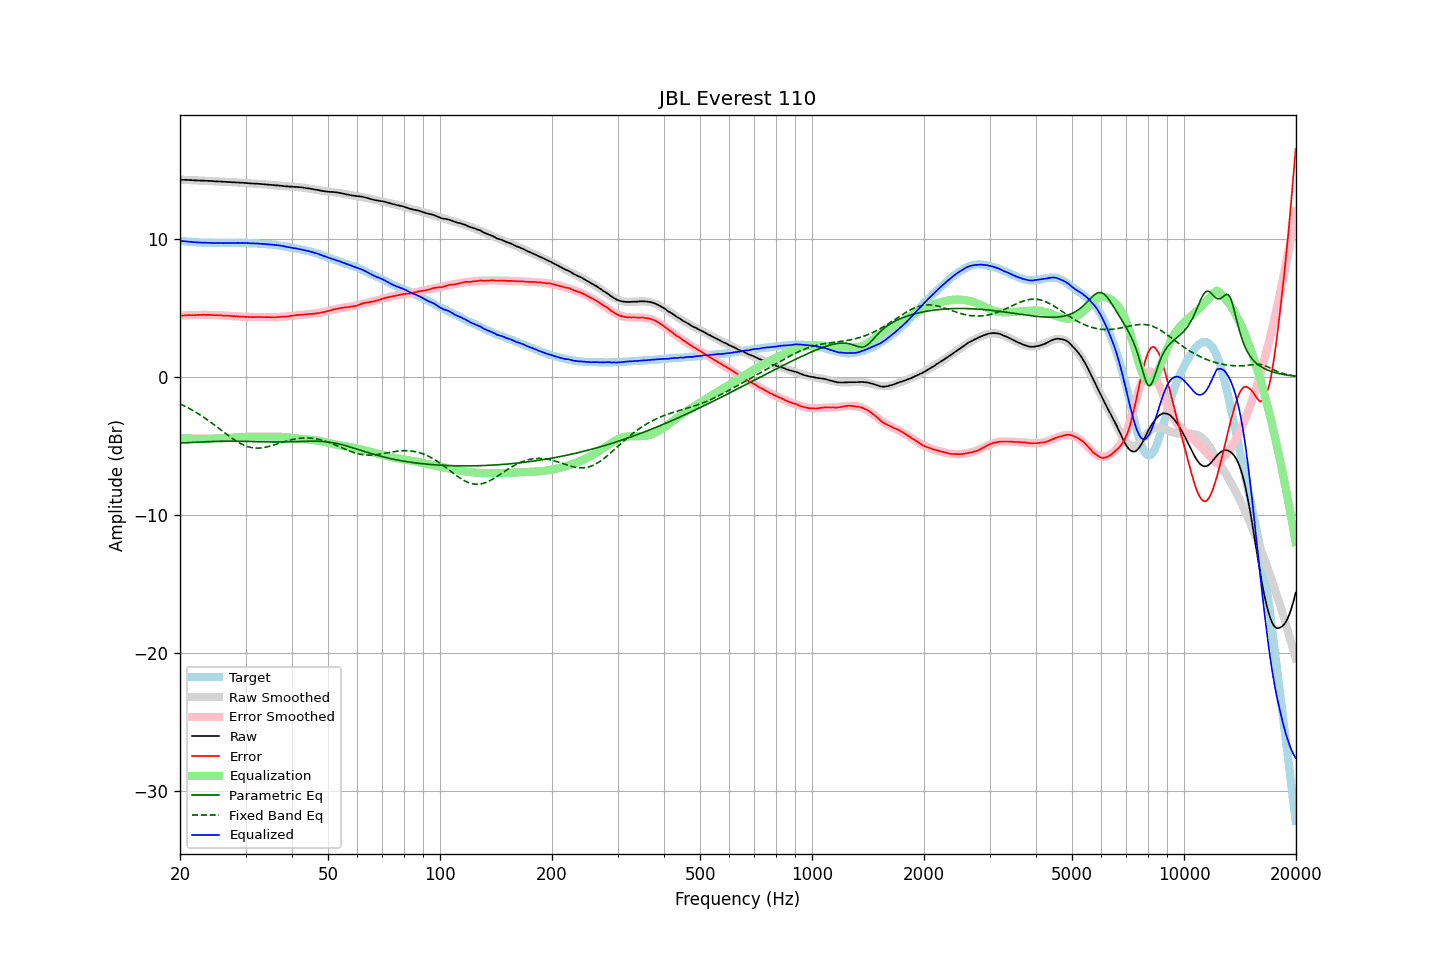 JBL Everest 110
Amplitude (dBr)
10
0
−10
−20
−30
Target
Raw Smoothed
Error Smoothed
Raw
Error
Equalization
Parametric Eq
Fixed Band Eq
Equalized
20 50 100 200 500 1000 2000 5000 10000 20000
Frequency (Hz)